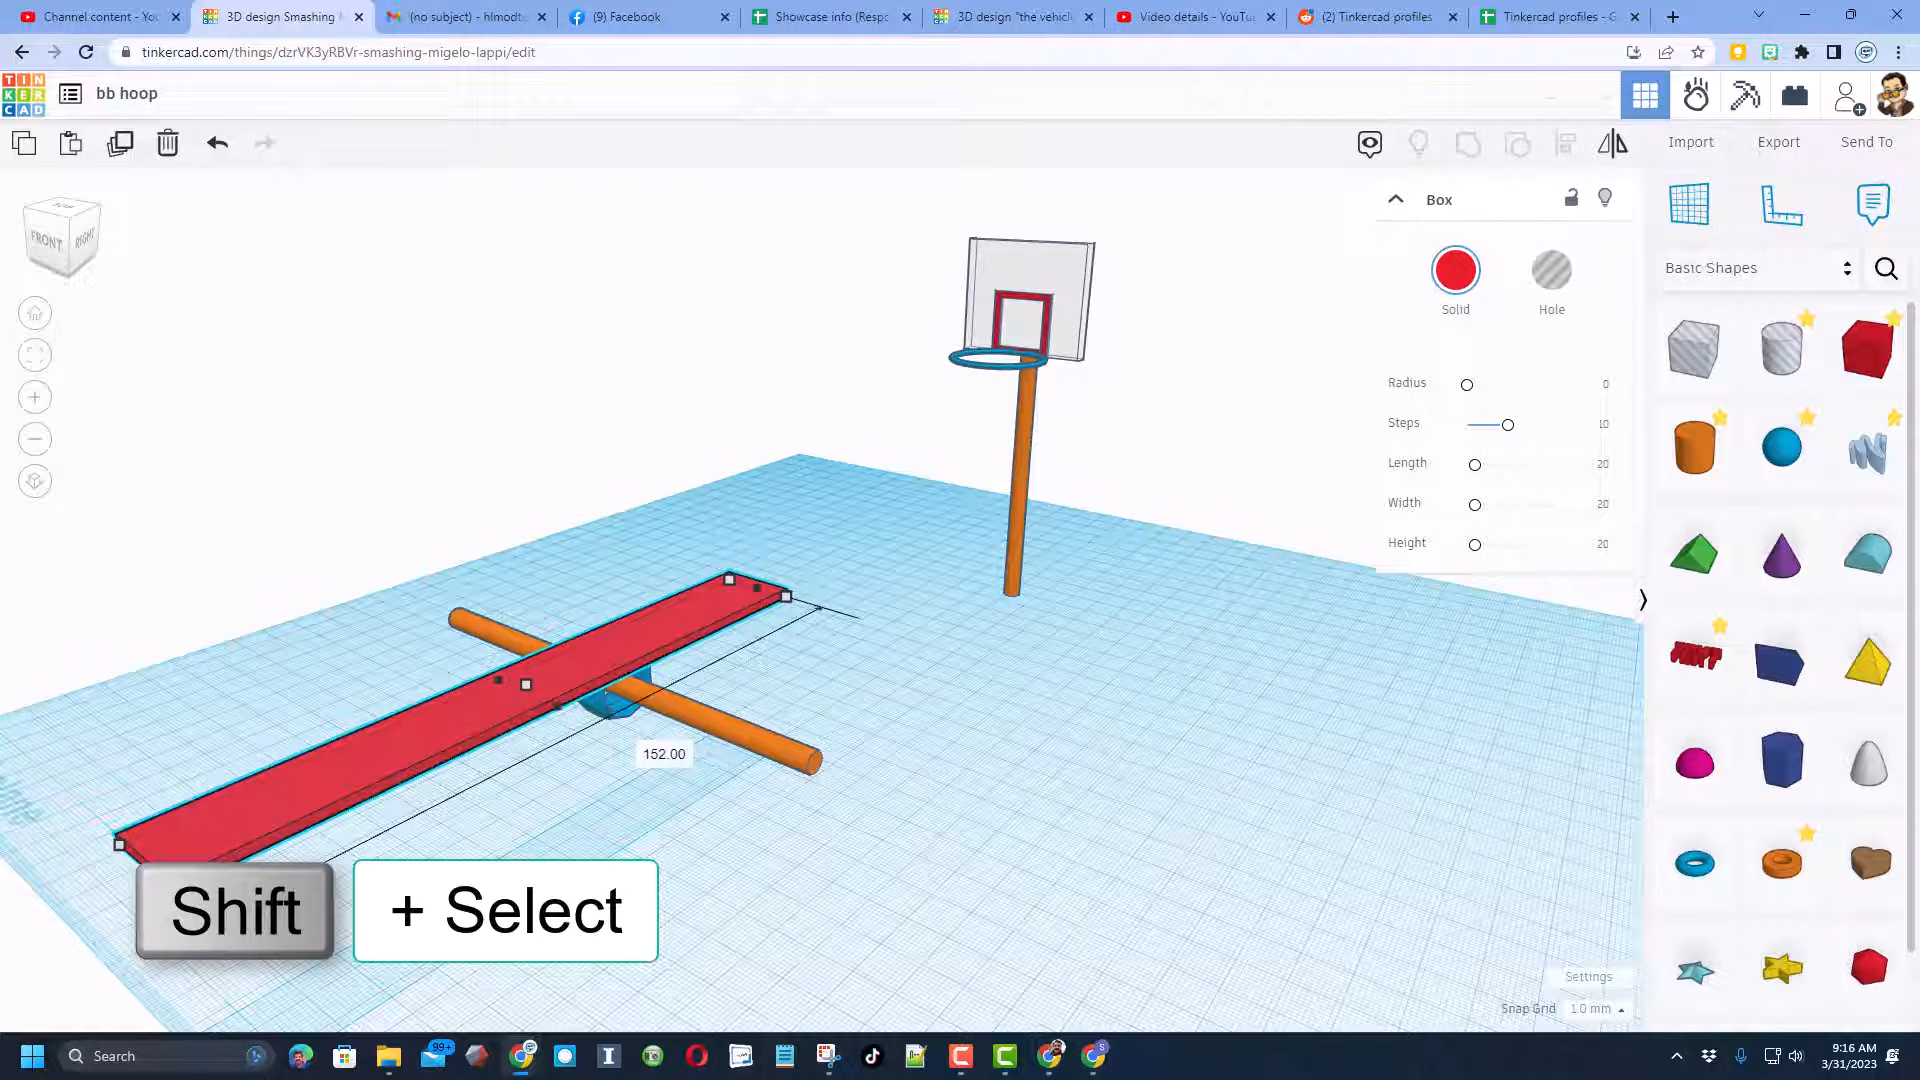 Channel content - Yo
3D design Smashing
(no subject) - hlmodte
(9) Facebook
Showcase info (Resp
3D design "the vehicl
Video details - YouTu
(2) Tinkercad profiles
Tinkercad profiles - G
tinkercad.com/things/dzrVK3yRBVr-smashing-migelo-lappi/edit
TIN
KER
CAD
bb hoop
Import
Export
Send To
TOP
FRONT
RIGHT
Box
Solid
Hole
Basic Shapes
Radius
0
Steps
10
Length
20
Width
20
Height
20
TEXT
152.00
Shift
+ Select
Settings
Snap Grid
1.0 mm
Search
99+
9:16 AM
3/31/2023